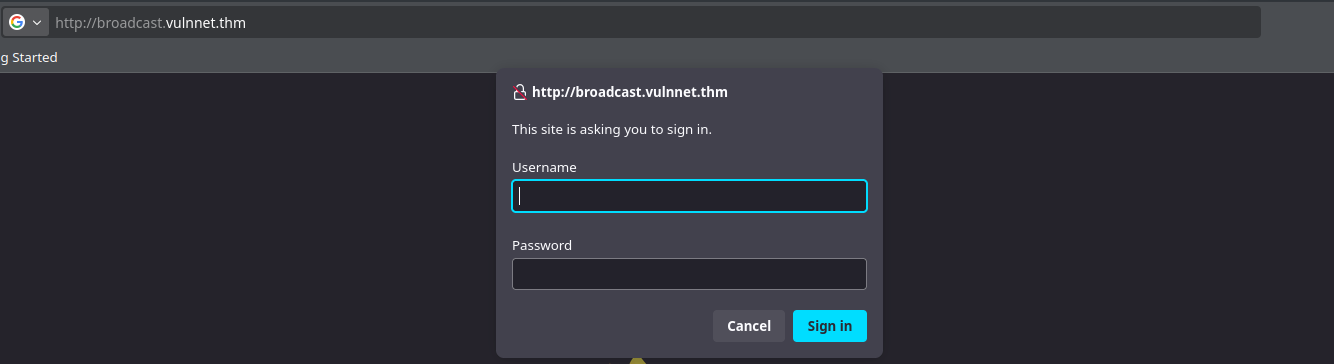 http://broadcast.vulnnet.thm
g Started
http://broadcast.vulnnet.thm
This site is asking you to sign in.
Username
Password
Cancel
Sign in